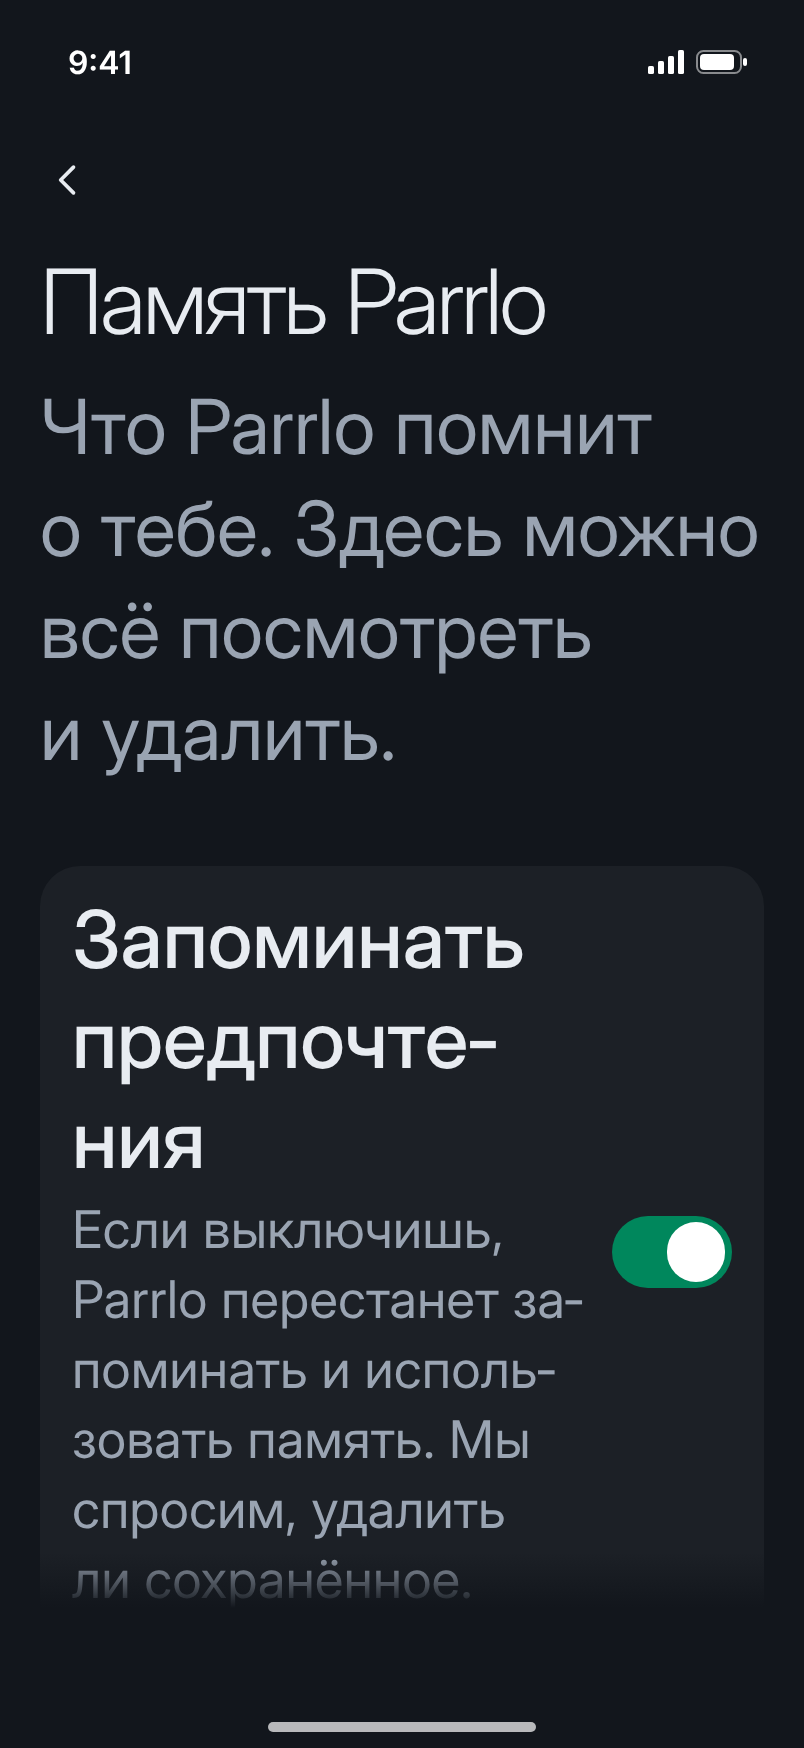 9:41
Память Parrlo
Что Parrlo помнит
о тебе. Здесь можно
всё посмотреть
и удалить.
Запоминать
предпочте-
ния
Если выключишь,
Parrlo перестанет за-
поминать и исполь-
зовать память. Мы
спросим, удалить
ли сохранённое.